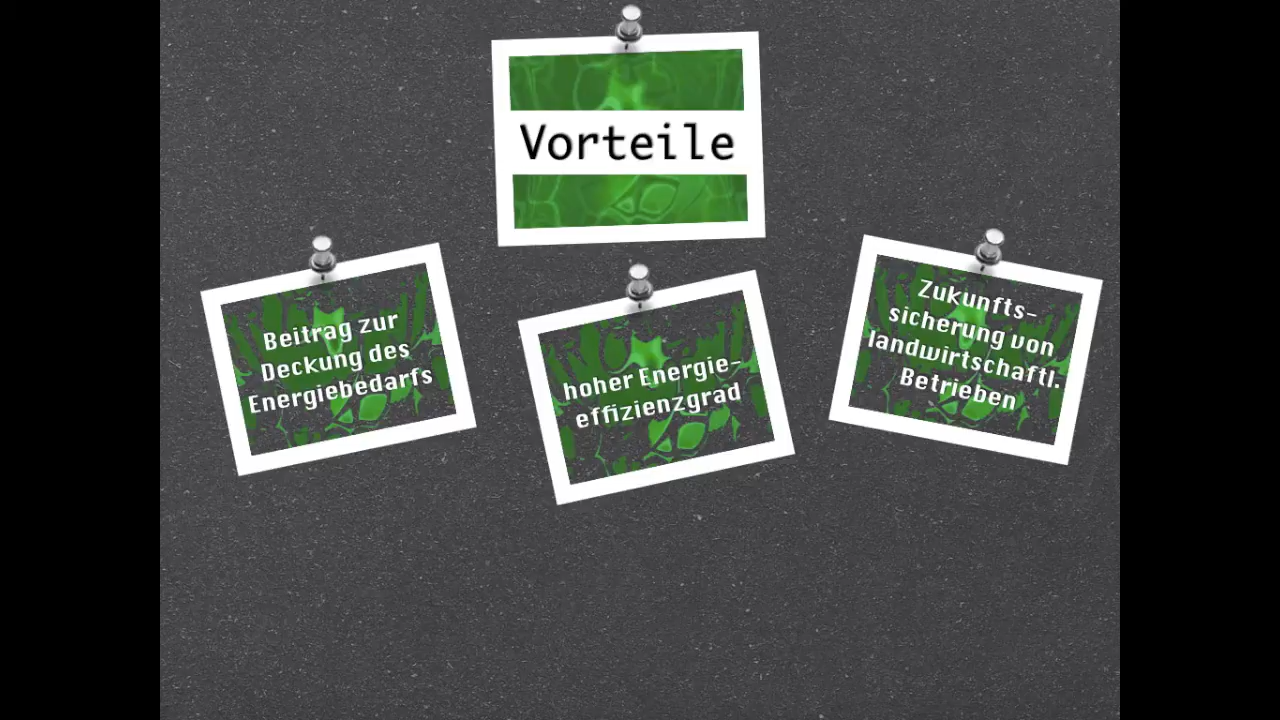 Vorteile
Beitrag zur
Deckung des
Energiebedarfs
hoher Energie-
effizienzgrad
Zukunfts-
sicherung von
landwirtschaftl.
Betrieben